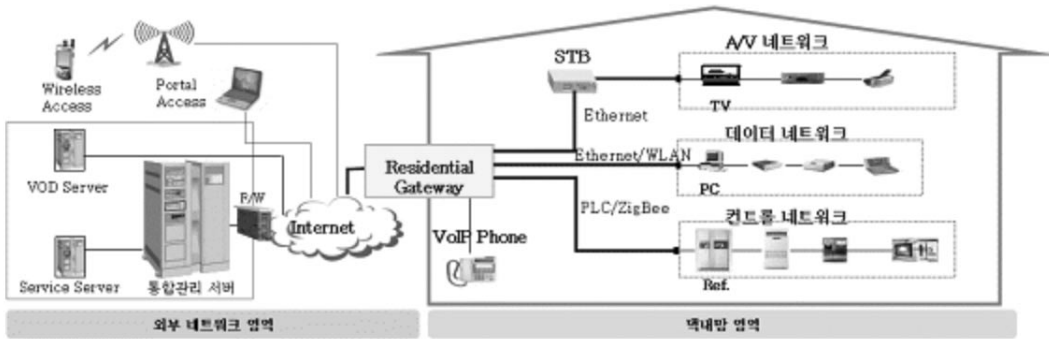 Wireless
Access
Portal
Access
VOD Server
Service Server
통합관리 서버
F/W
Internet
외부 네트워크 영역
Residential
Gateway
VoIP Phone
STB
Ethernet
Ethernet/WLAN
PLC/ZigBee
A/V 네트워크
TV
데이터 네트워크
PC
컨트롤 네트워크
Ref.
댁내망 영역